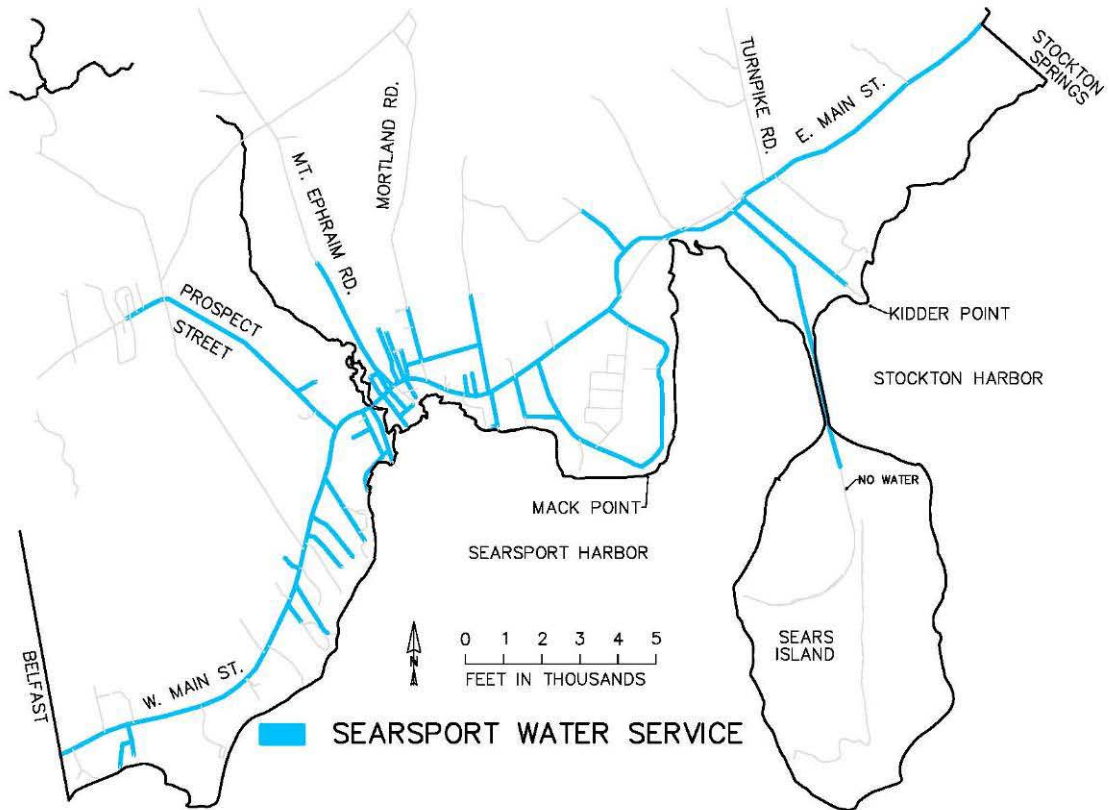 STOCKTON
SPRINGS
TURNPIKE RD.
E. MAIN ST.
MORTLAND RD.
MT. EPHRAIM RD.
PROSPECT
STREET
KIDDER POINT
STOCKTON HARBOR
NO WATER
MACK POINT
SEARSPORT HARBOR
SEARS
ISLAND
N
0 1 2 3 4 5
FEET IN THOUSANDS
BELFAST
W. MAIN ST.
SEARSPORT WATER SERVICE